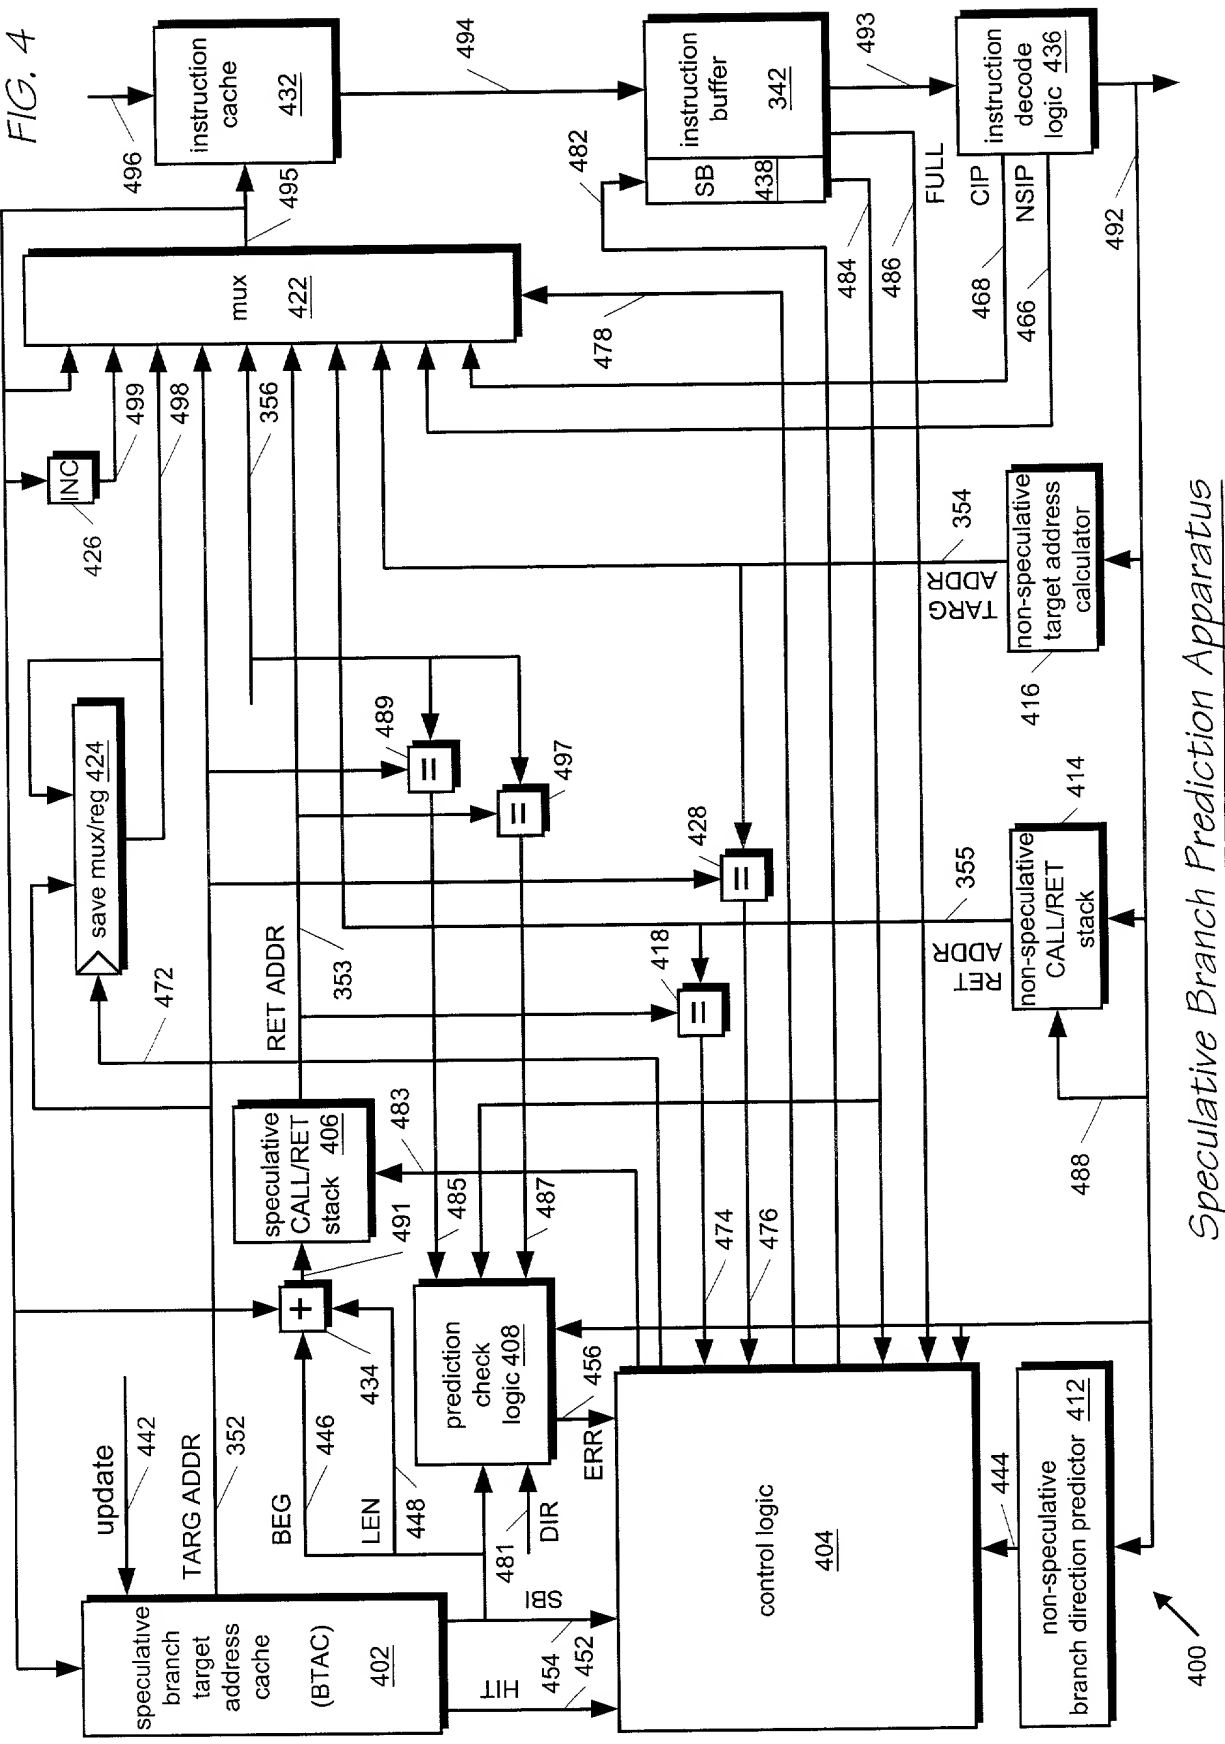 FIG. 4
496
instruction
cache
432
494
instruction
buffer
342
SB
438
482
493
instruction
decode
logic 436
FULL
CIP
NSIP
495
mux
422
478
484
486
468
466
492
499
498
356
INC
426
save mux/reg 424
472
489
497
428
418
TARG
ADDR
354
non-speculative
target address
calculator
416
RET
ADDR
355
non-speculative
CALL/RET
stack
414
488
RET ADDR
353
speculative
CALL/RET
stack 406
483
491
+
434
485
487
474
476
prediction
check
logic 408
456
ERR
update
442
TARG ADDR
352
BEG
446
LEN
448
481
DIR
SBI
454
452
HIT
speculative
branch
target
address
cache
(BTAC)
402
control logic
404
444
non-speculative
branch direction predictor 412
400
=
=
=
=
Speculative Branch Prediction Apparatus